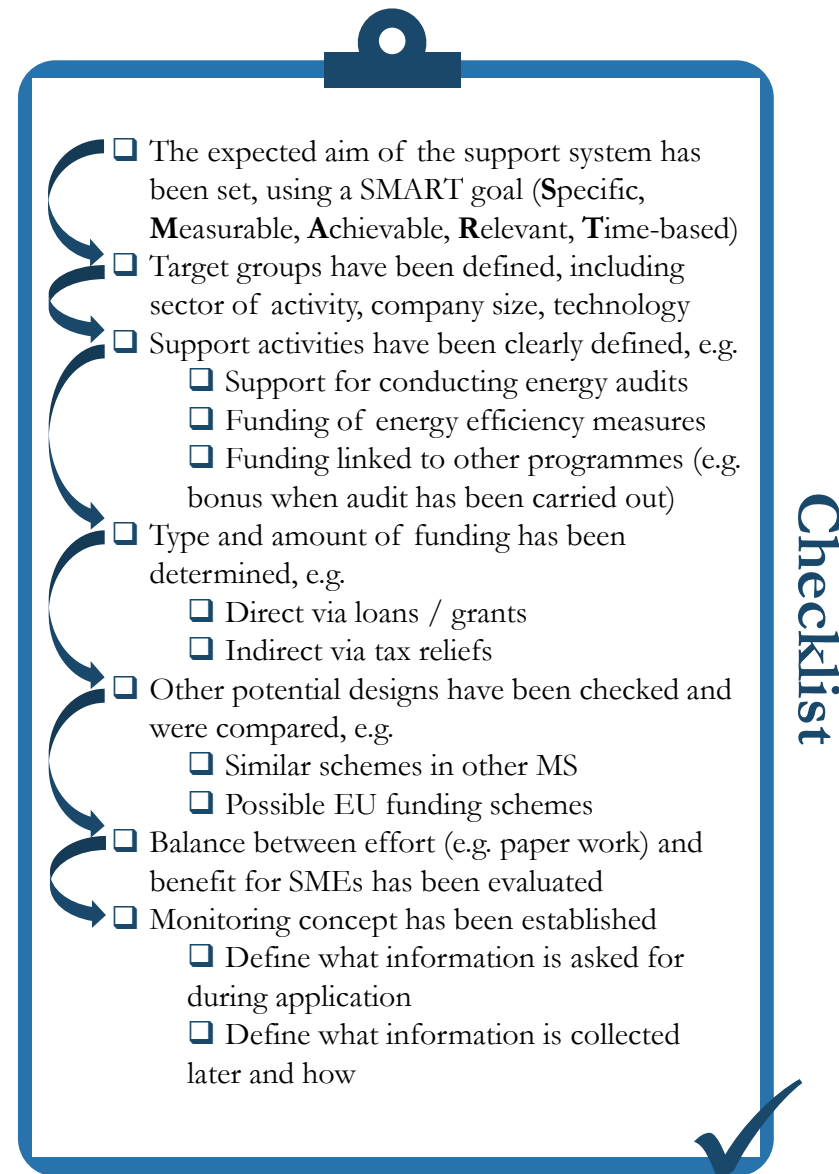 ❑ The expected aim of the support system has
been set, using a SMART goal (Specific,
Measurable, Achievable, Relevant, Time-based)
❑ Target groups have been defined, including
sector of activity, company size, technology
❑ Support activities have been clearly defined, e.g.
❑ Support for conducting energy audits
❑ Funding of energy efficiency measures
❑ Funding linked to other programmes (e.g.
bonus when audit has been carried out)
❑ Type and amount of funding has been
determined, e.g.
❑ Direct via loans / grants
❑ Indirect via tax reliefs
❑ Other potential designs have been checked and
were compared, e.g.
❑ Similar schemes in other MS
❑ Possible EU funding schemes
❑ Balance between effort (e.g. paper work) and
benefit for SMEs has been evaluated
❑ Monitoring concept has been established
❑ Define what information is asked for
during application
❑ Define what information is collected
later and how
Checklist